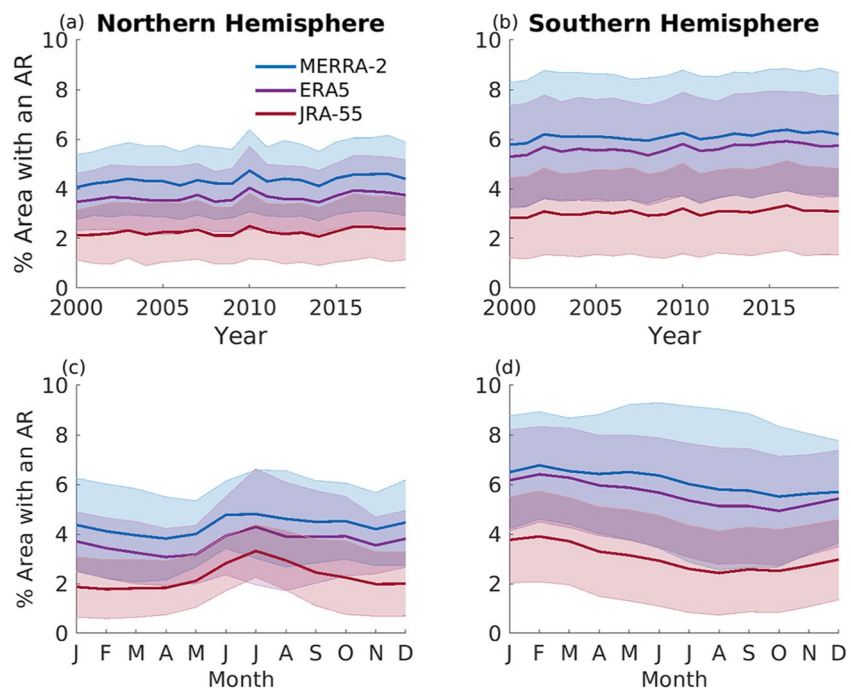 (a) Northern Hemisphere
(b) Southern Hemisphere
10
8
6
4
2
0
% Area with an AR
MERRA-2
ERA5
JRA-55
2000 2005 2010 2015
Year
10
8
6
4
2
0
2000 2005 2010 2015
Year
(c)
10
8
6
4
2
0
% Area with an AR
J F M A M J J A S O N D
Month
(d)
10
8
6
4
2
0
J F M A M J J A S O N D
Month